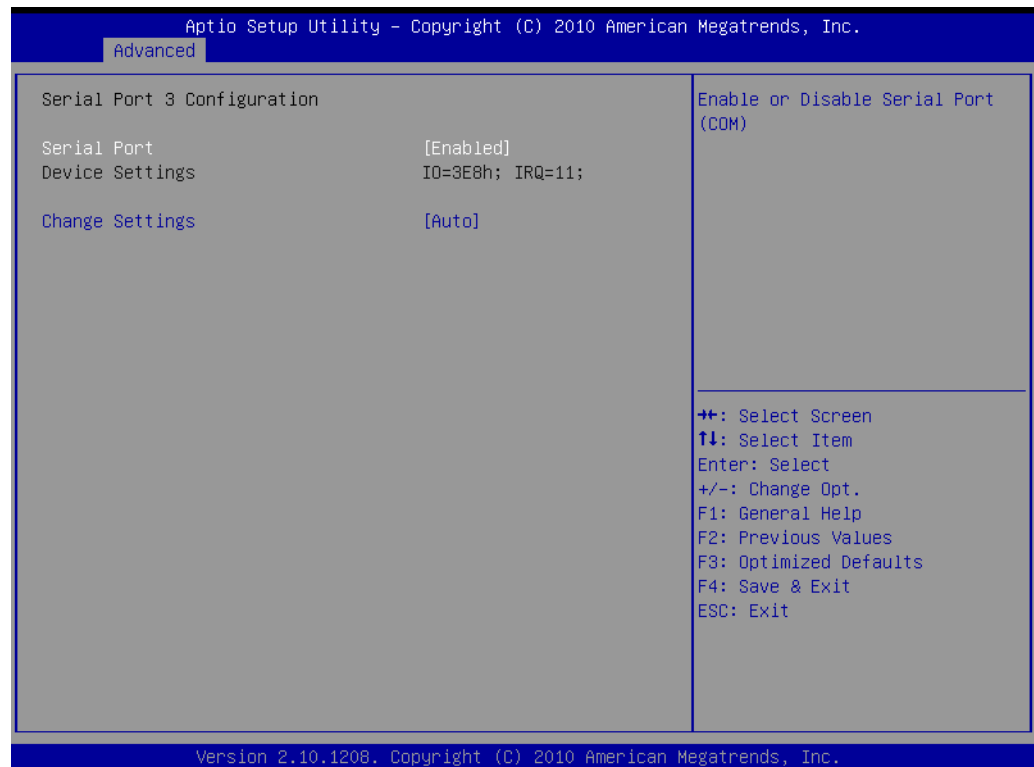 Aptio Setup Utility – Copyright (C) 2010 American Megatrends, Inc.
Advanced
Serial Port 3 Configuration
Serial Port [Enabled]
Device Settings IO=3E8h; IRQ=11;
Change Settings [Auto]
Enable or Disable Serial Port
(COM)
→←: Select Screen
↑↓: Select Item
Enter: Select
+/-: Change Opt.
F1: General Help
F2: Previous Values
F3: Optimized Defaults
F4: Save & Exit
ESC: Exit
Version 2.10.1208. Copyright (C) 2010 American Megatrends, Inc.